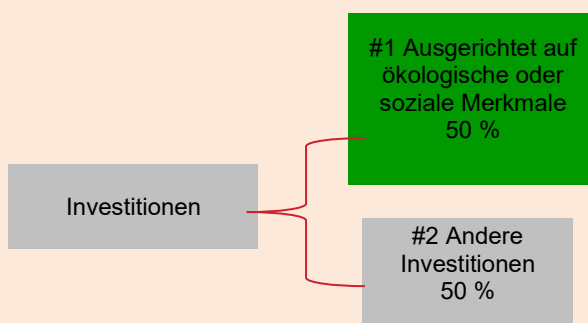 #1 Ausgerichtet auf
ökologische oder
soziale Merkmale
50 %
Investitionen
#2 Andere
Investitionen
50 %